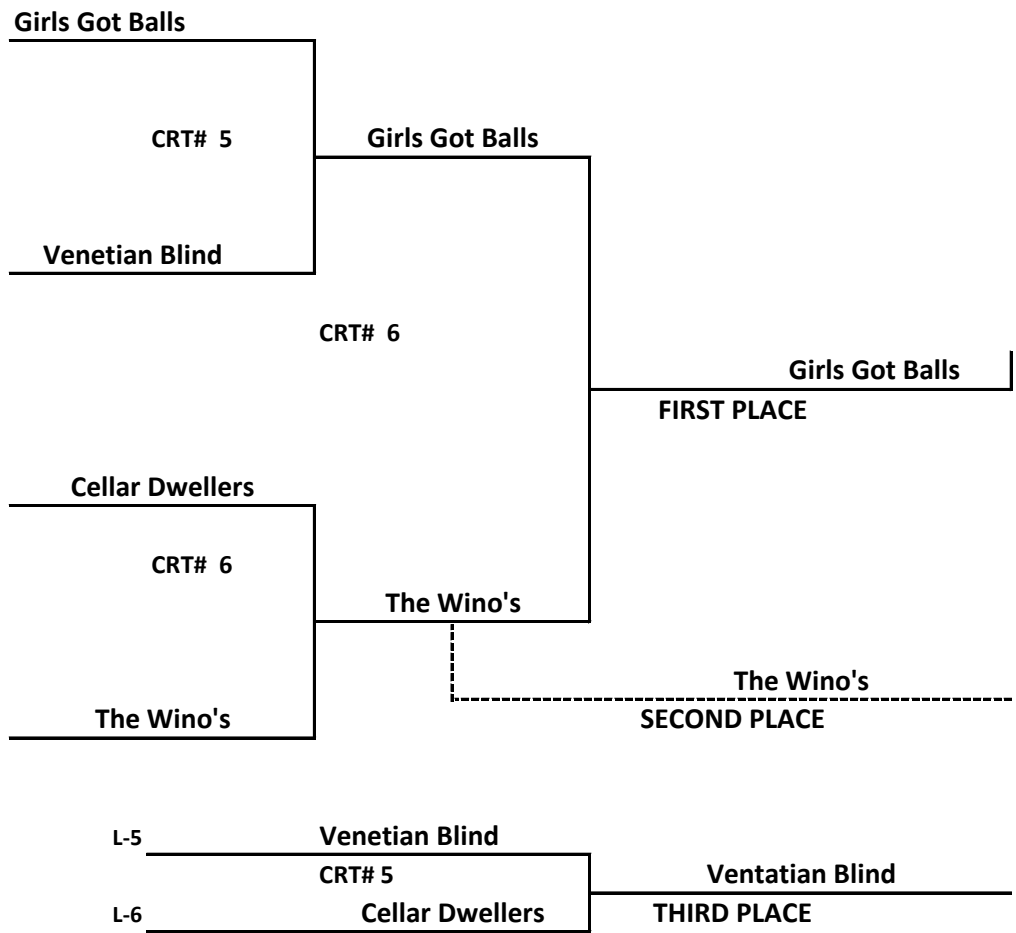 Girls Got Balls
CRT# 5
Girls Got Balls
Venetian Blind
CRT# 6
Girls Got Balls
FIRST PLACE
Cellar Dwellers
CRT# 6
The Wino's
The Wino's
SECOND PLACE
The Wino's
L-5
Venetian Blind
CRT# 5
Ventatian Blind
L-6
Cellar Dwellers
THIRD PLACE